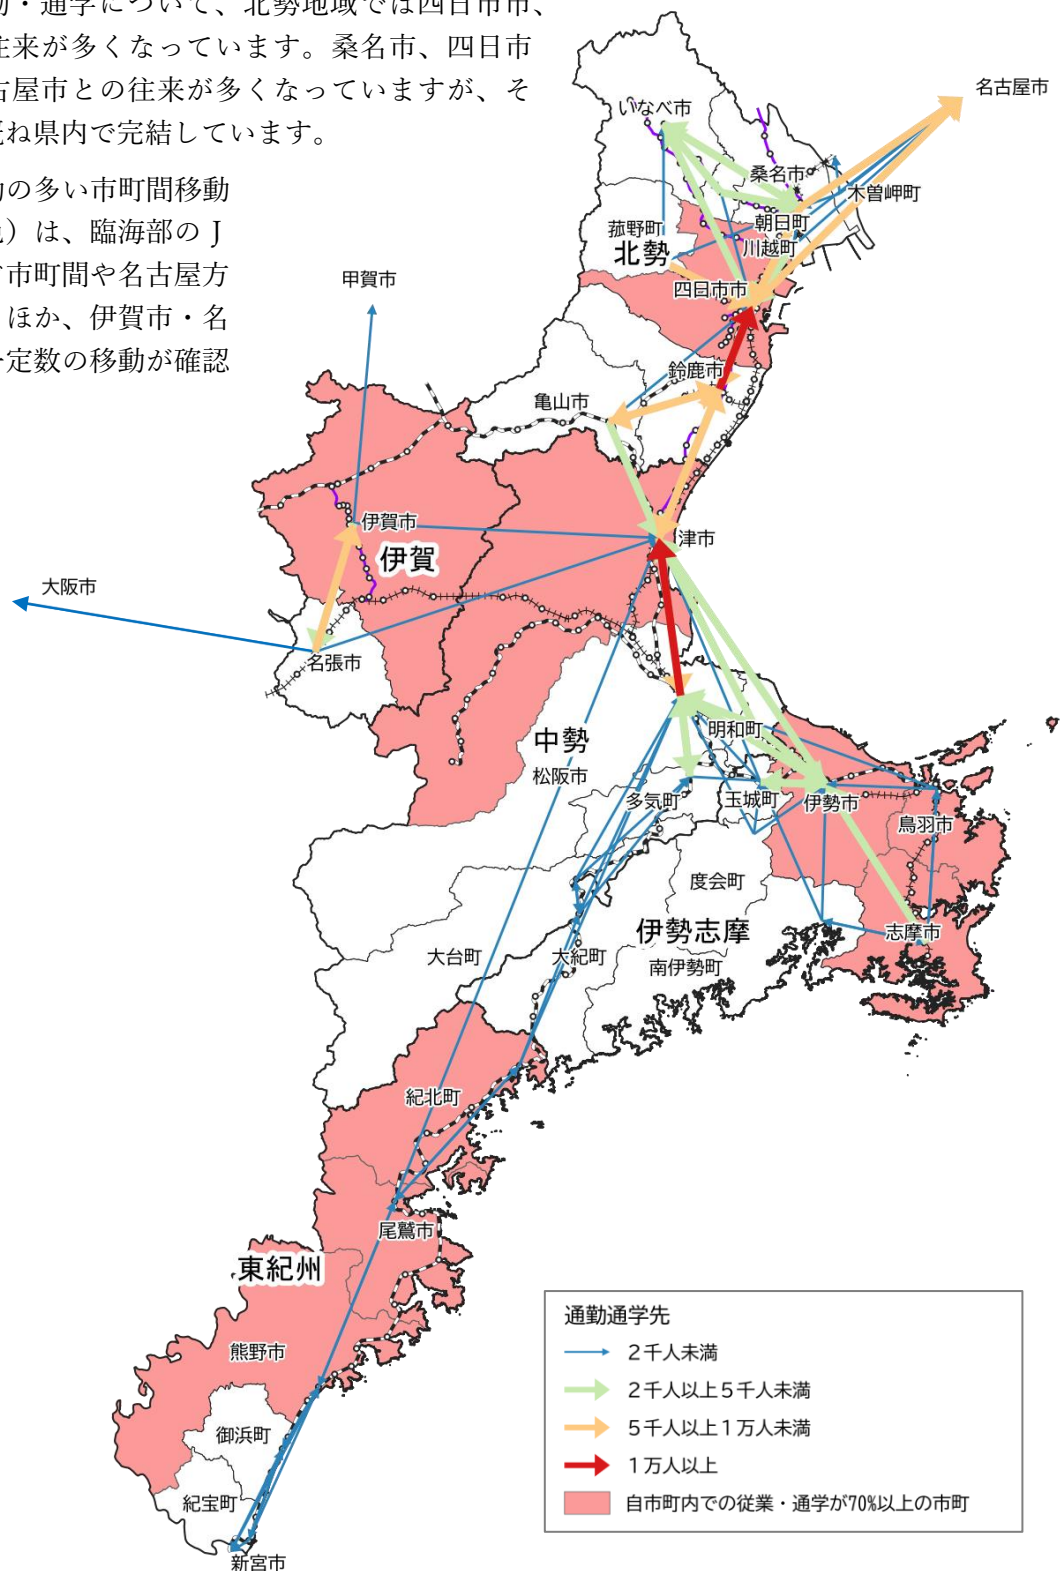 勤・通学について、北勢地域では四日市市、
往来が多くなっています。桑名市、四日市
古屋市との往来が多くなっていますが、そ
概ね県内で完結しています。
動の多い市町間移動
）は、臨海部のＪ
市町間や名古屋方
ほか、伊賀市・名
一定数の移動が確認
名古屋市
いなべ市
桑名市
木曽岬町
朝日町
菰野町
川越町
北勢
四日市市
甲賀市
鈴鹿市
亀山市
伊賀市
津市
伊賀
大阪市
名張市
明和町
中勢
松阪市
多気町
玉城町
伊勢市
鳥羽市
度会町
伊勢志摩
志摩市
大台町
大紀町
南伊勢町
紀北町
尾鷲市
東紀州
熊野市
御浜町
紀宝町
新宮市
通勤通学先
２千人未満
２千人以上５千人未満
５千人以上１万人未満
１万人以上
自市町内での従業・通学が70%以上の市町